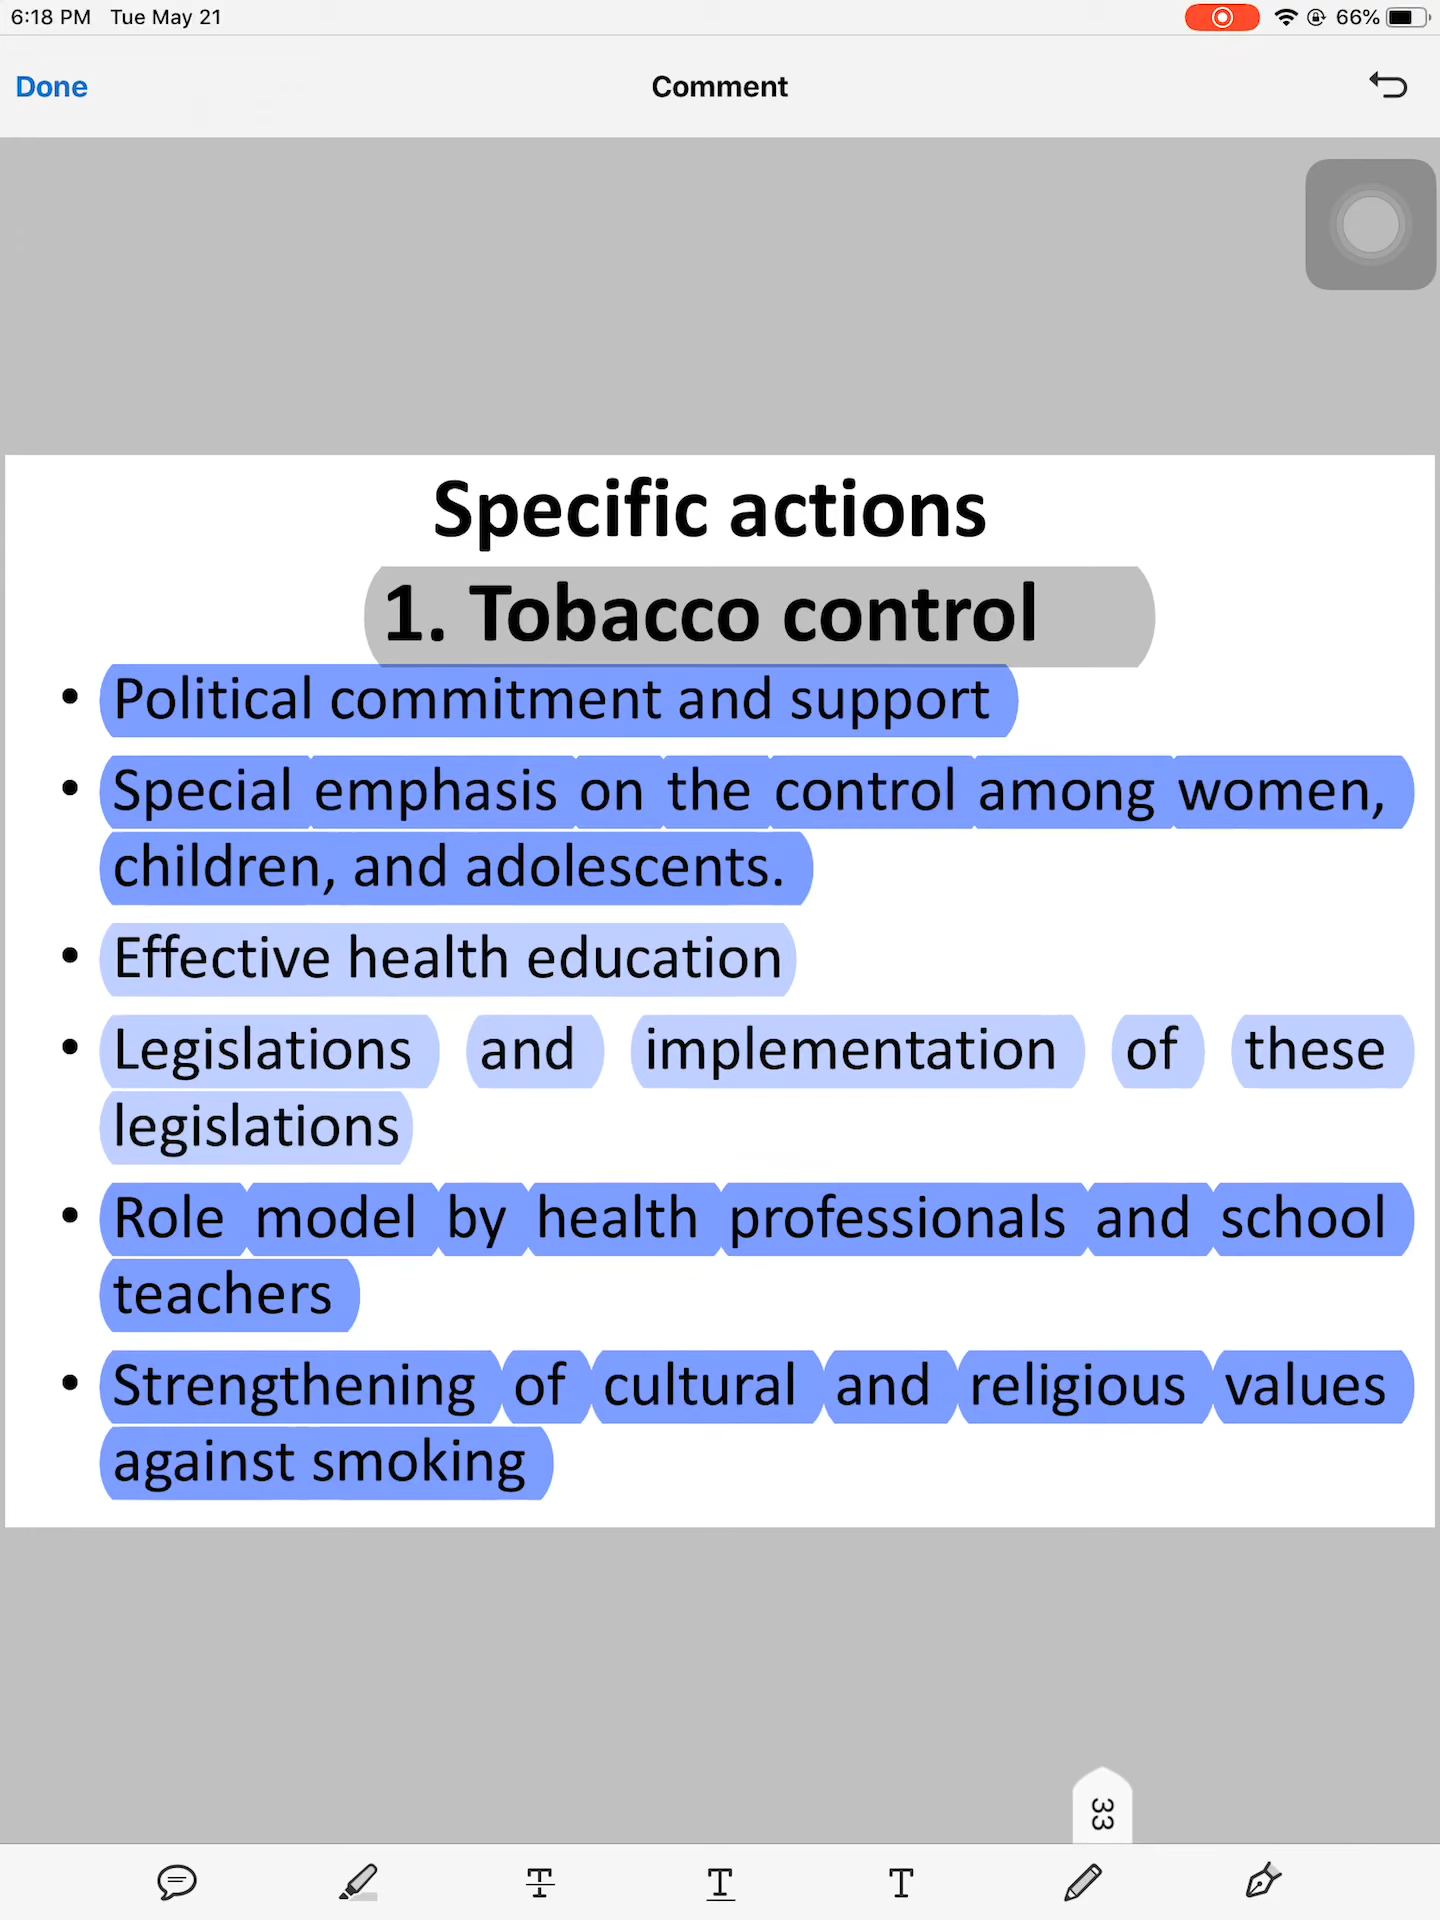 6:18 PM Tue May 21 66%
Done Comment
Specific actions
1. Tobacco control
• Political commitment and support
• Special emphasis on the control among women,
children, and adolescents.
• Effective health education
• Legislations and implementation of these
legislations
• Role model by health professionals and school
teachers
• Strengthening of cultural and religious values
against smoking
33
T T T